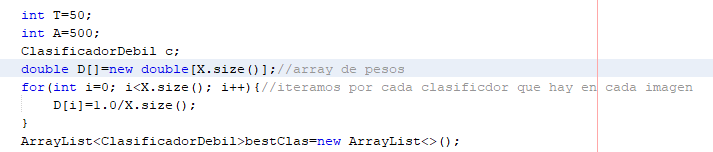 int T=50;
int A=500;
ClasificadorDebil c;
double D[]=new double[X.size()];//array de pesos
for(int i=0; i<X.size(); i++){//iteramos por cada clasificdor que hay en cada imagen
D[i]=1.0/X.size();
}
ArrayList<ClasificadorDebil>bestClas=new ArrayList<>();